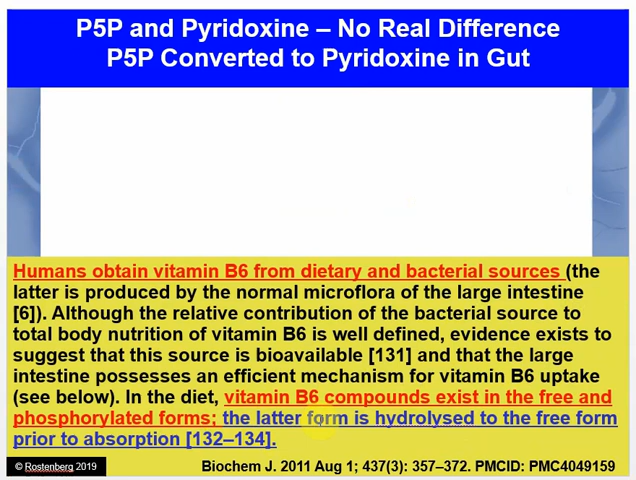 P5P and Pyridoxine – No Real Difference
P5P Converted to Pyridoxine in Gut
Humans obtain vitamin B6 from dietary and bacterial sources (the
latter is produced by the normal microflora of the large intestine
[6]). Although the relative contribution of the bacterial source to
total body nutrition of vitamin B6 is well defined, evidence exists to
suggest that this source is bioavailable [131] and that the large
intestine possesses an efficient mechanism for vitamin B6 uptake
(see below). In the diet, vitamin B6 compounds exist in the free and
phosphorylated forms; the latter form is hydrolysed to the free form
prior to absorption [132–134].
© Rostenberg 2019
Biochem J. 2011 Aug 1; 437(3): 357–372. PMCID: PMC4049159